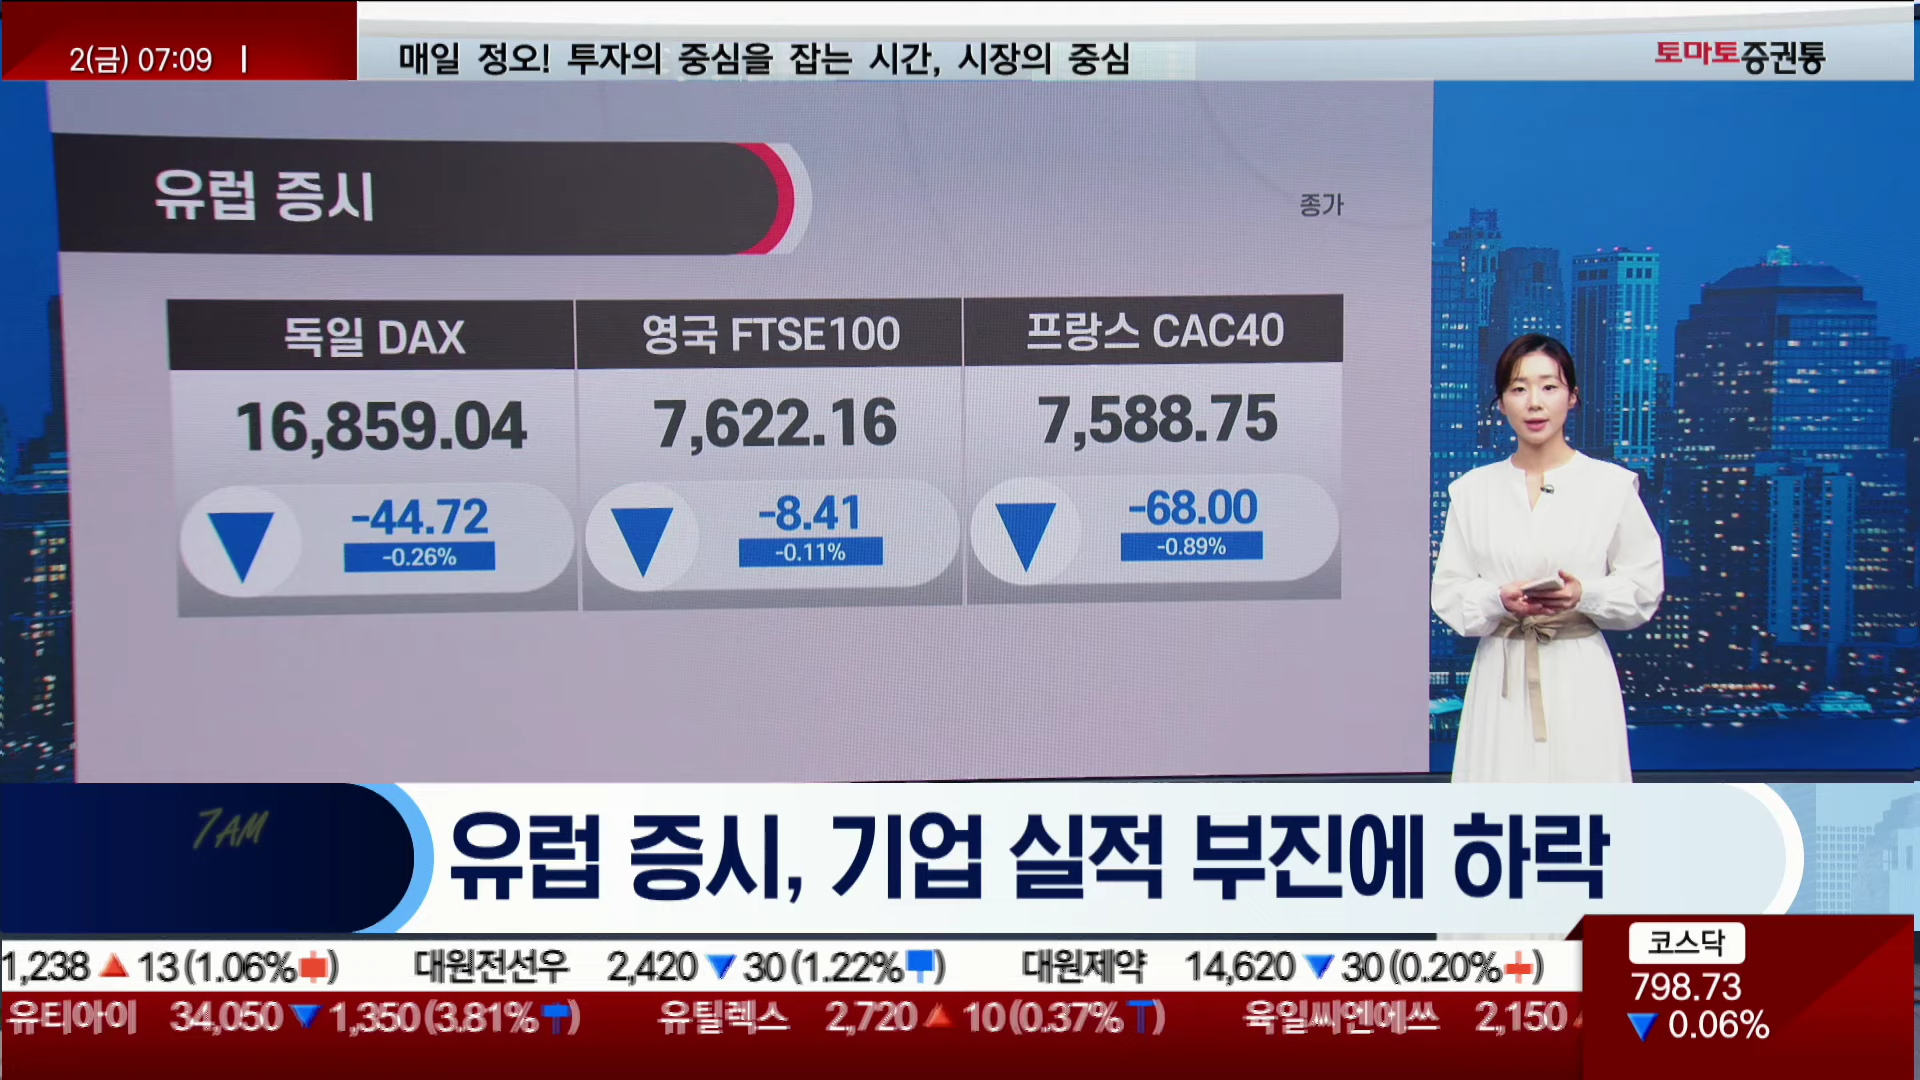 2(금) 07:09
매일 정오! 투자의 중심을 잡는 시간, 시장의 중심
토마토증권통
유럽 증시
종가
독일 DAX 영국 FTSE100 프랑스 CAC40
16,859.04 7,622.16 7,588.75
▼ -44.72 ▼ -8.41 ▼ -68.00
-0.26% -0.11% -0.89%
7AM
유럽 증시, 기업 실적 부진에 하락
1,238 ▲ 13 (1.06%) 대원전선우 2,420 ▼ 30 (1.22%) 대원제약 14,620 ▼ 30 (0.20%)
유티아이 34,050 ▼ 1,350 (3.81%) 유틸렉스 2,720 ▲ 10 (0.37%) 육일씨엔에쓰 2,150
코스닥
798.73
▼ 0.06%